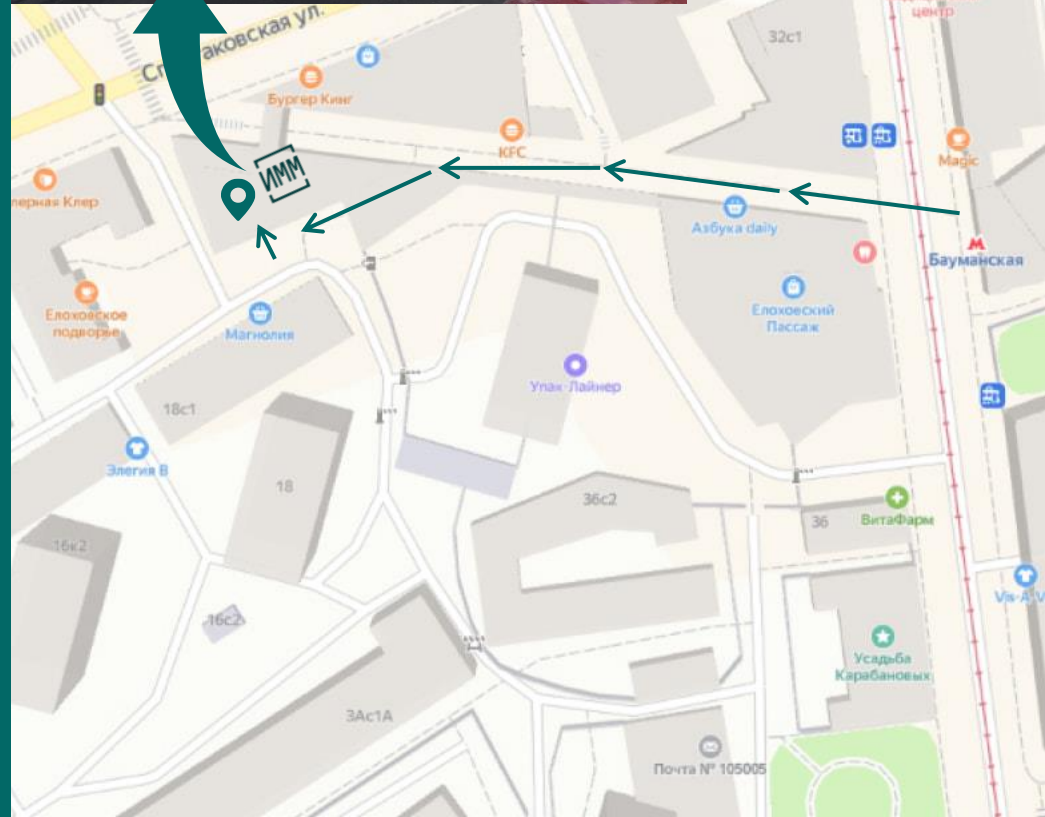 центр
32с1
аковская ул.
Бургер Кинг
KFC
Magic
ИММ
лерная Клер
Азбука daily
М
Бауманская
Елоховский
Пассаж
Елоховское
подворье
Магнолия
Упак-Лайнер
18с1
Элегия В
18
36с2
36
ВитаФарм
16к2
Vis-A-V
16с2
Усадьба
Карабановых
3Ас1А
Почта № 105005